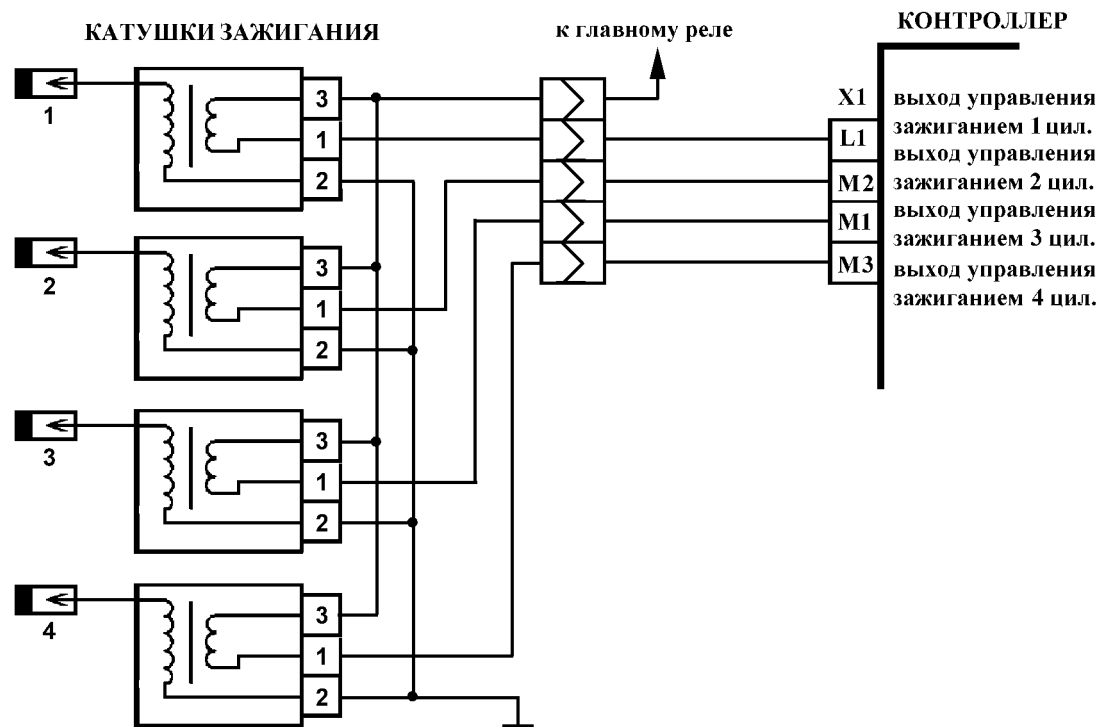 КАТУШКИ ЗАЖИГАНИЯ
к главному реле
КОНТРОЛЛЕР
1
3
1
2
2
3
1
2
3
3
1
2
4
3
1
2
X1
L1
M2
M1
M3
выход управления
зажиганием 1 цил.
выход управления
зажиганием 2 цил.
выход управления
зажиганием 3 цил.
выход управления
зажиганием 4 цил.